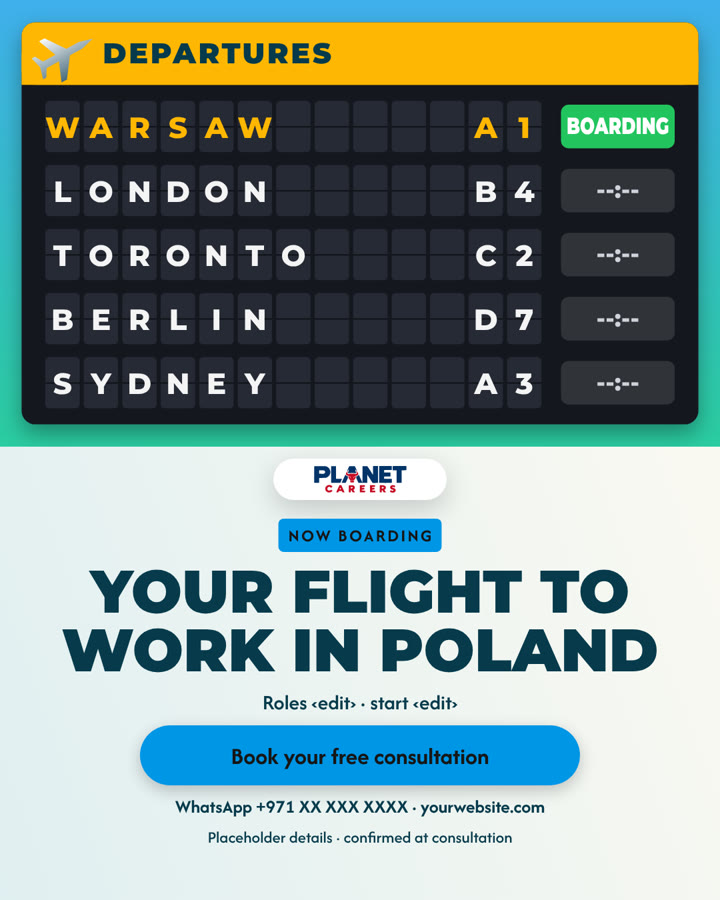 DEPARTURES
WARSAW A1 BOARDING
LONDON B4 --:--
TORONTO C2 --:--
BERLIN D7 --:--
SYDNEY A3 --:--
PLANET
CAREERS
NOW BOARDING
YOUR FLIGHT TO
WORK IN POLAND
Roles ‹edit› · start ‹edit›
Book your free consultation
WhatsApp +971 XX XXX XXXX · yourwebsite.com
Placeholder details · confirmed at consultation